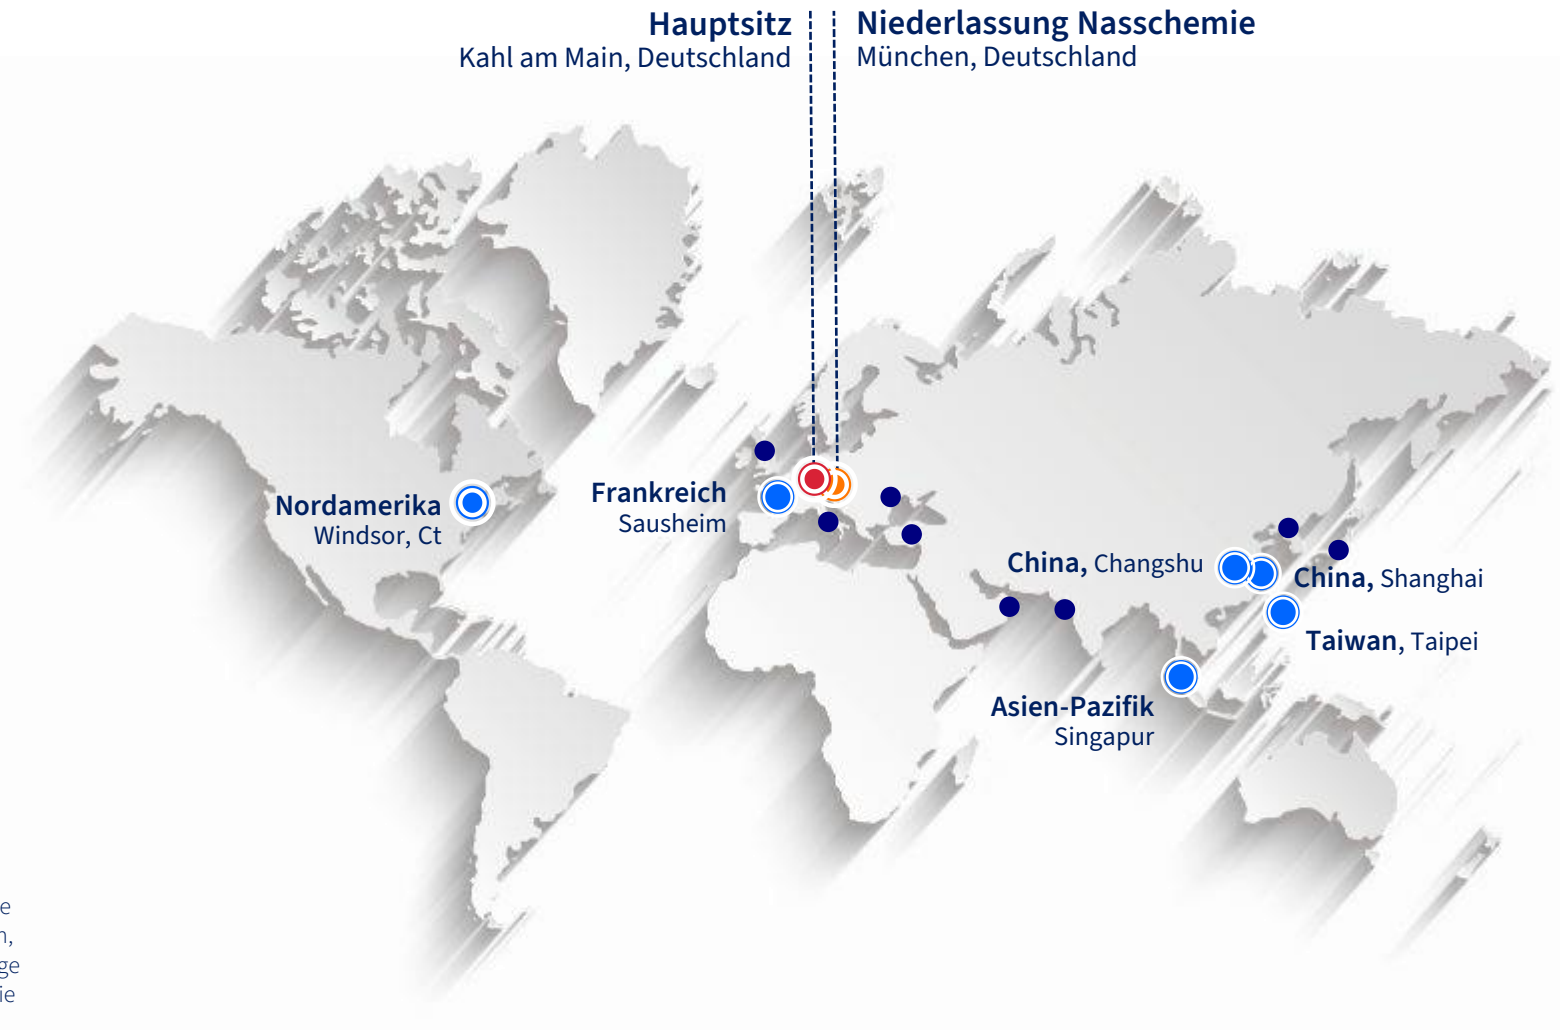 Hauptsitz
Kahl am Main, Deutschland
Niederlassung Nasschemie
München, Deutschland
Nordamerika
Windsor, Ct
Frankreich
Sausheim
China, Changshu
China, Shanghai
Taiwan, Taipei
Asien-Pazifik
Singapur